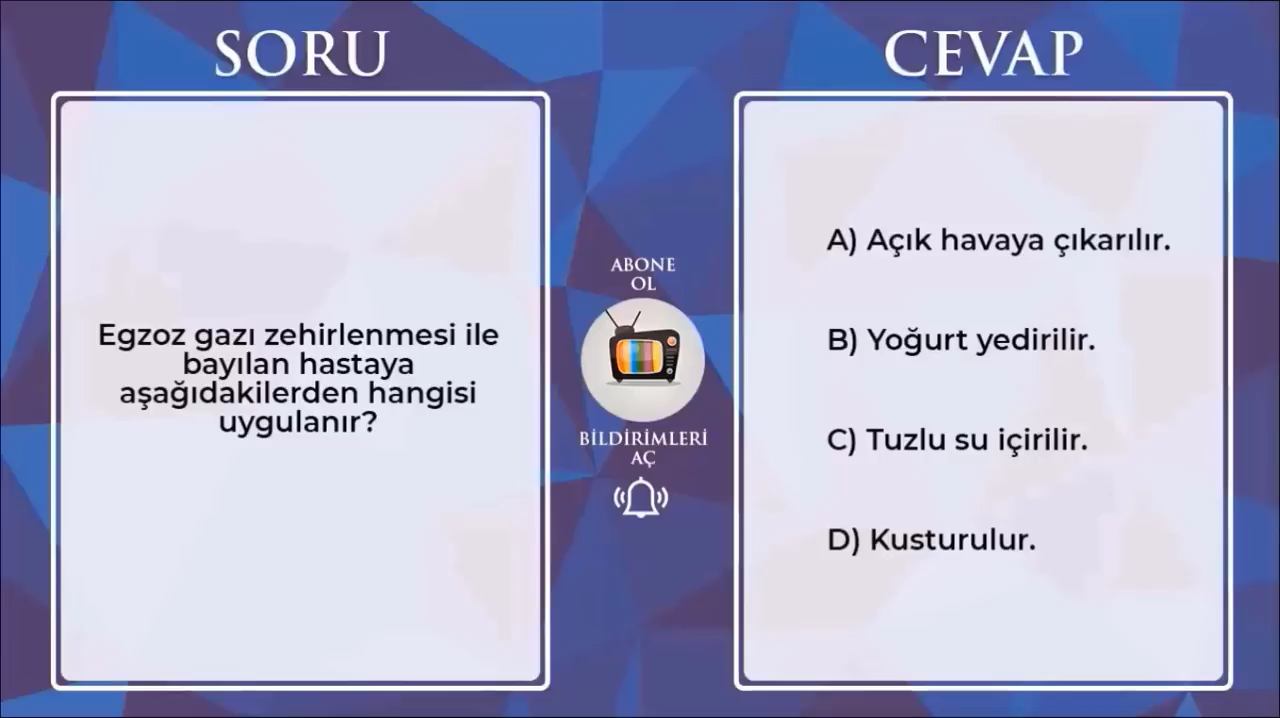 SORU
Egzoz gazı zehirlenmesi ile
bayılan hastaya
aşağıdakilerden hangisi
uygulanır?
ABONE
OL
BİLDİRİMLERİ
AÇ
CEVAP
A) Açık havaya çıkarılır.
B) Yoğurt yedirilir.
C) Tuzlu su içirilir.
D) Kusturulur.